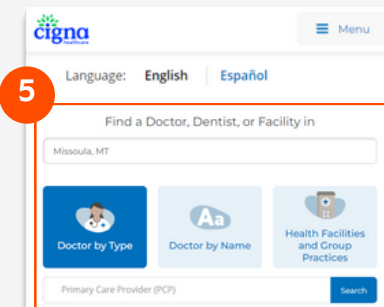 cigna
healthcare
Menu
Language: English Español
5
Find a Doctor, Dentist, or Facility in
Missoula, MT
Aa
Doctor by Type
Doctor by Name
Health Facilities
and Group
Practices
Primary Care Provider (PCP)
Search